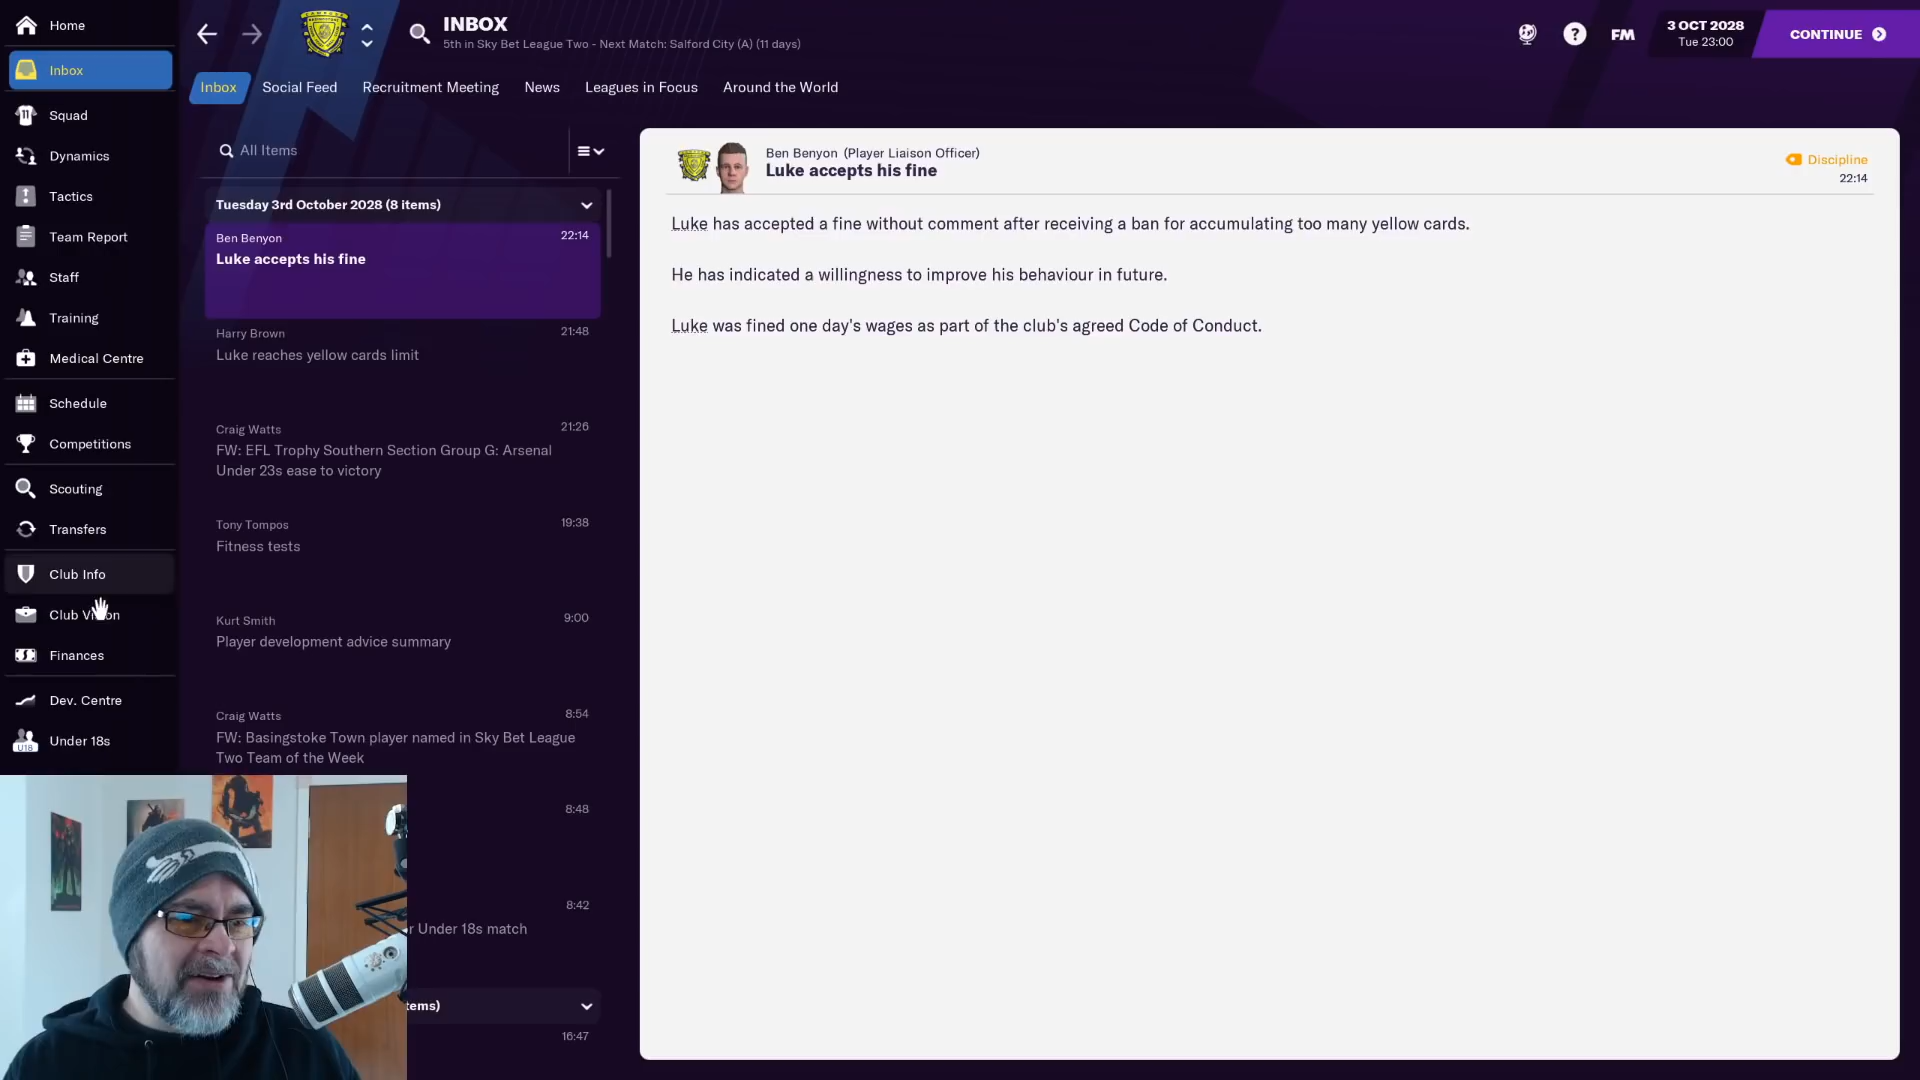 Home
Inbox
Squad
Dynamics
Tactics
Team Report
Staff
Training
Medical Centre
Schedule
Competitions
Scouting
Transfers
Club Info
Club Vision
Finances
Dev. Centre
U18
Under 18s
INBOX
5th in Sky Bet League Two - Next Match: Salford City (A) (11 days)
FM
3 OCT 2028
Tue 23:00
CONTINUE
Inbox
Social Feed
Recruitment Meeting
News
Leagues in Focus
Around the World
All Items
Tuesday 3rd October 2028 (8 items)
Ben Benyon
22:14
Luke accepts his fine
Harry Brown
21:48
Luke reaches yellow cards limit
Craig Watts
21:26
FW: EFL Trophy Southern Section Group G: Arsenal
Under 23s ease to victory
Tony Tompos
19:38
Fitness tests
Kurt Smith
9:00
Player development advice summary
Craig Watts
8:54
FW: Basingstoke Town player named in Sky Bet League
Two Team of the Week
8:48
8:42
r Under 18s match
tems)
16:47
Ben Benyon (Player Liaison Officer)
Luke accepts his fine
Discipline
22:14
Luke has accepted a fine without comment after receiving a ban for accumulating too many yellow cards.
He has indicated a willingness to improve his behaviour in future.
Luke was fined one day's wages as part of the club's agreed Code of Conduct.